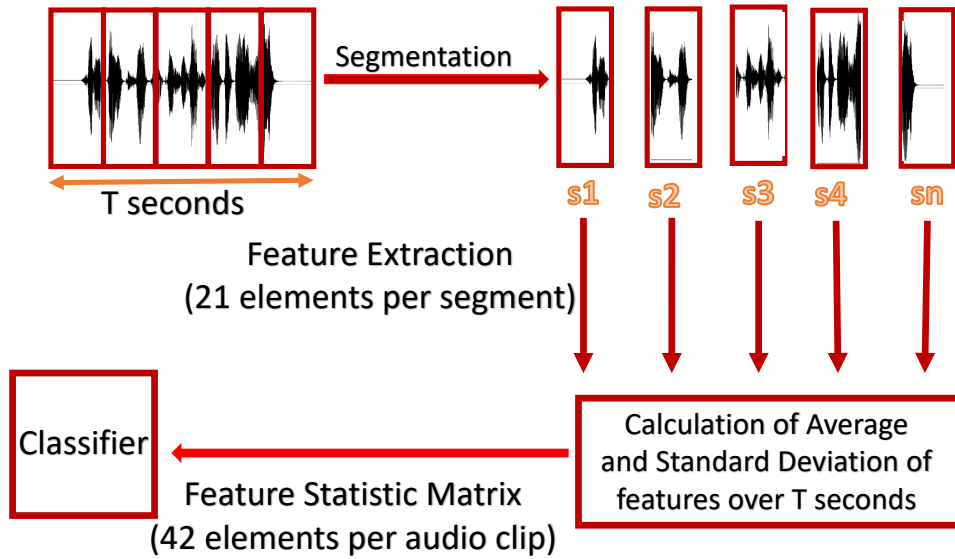 Segmentation
T seconds
s1 s2 s3 s4 sn
Feature Extraction
(21 elements per segment)
Classifier
Calculation of Average
and Standard Deviation of
features over T seconds
Feature Statistic Matrix
(42 elements per audio clip)